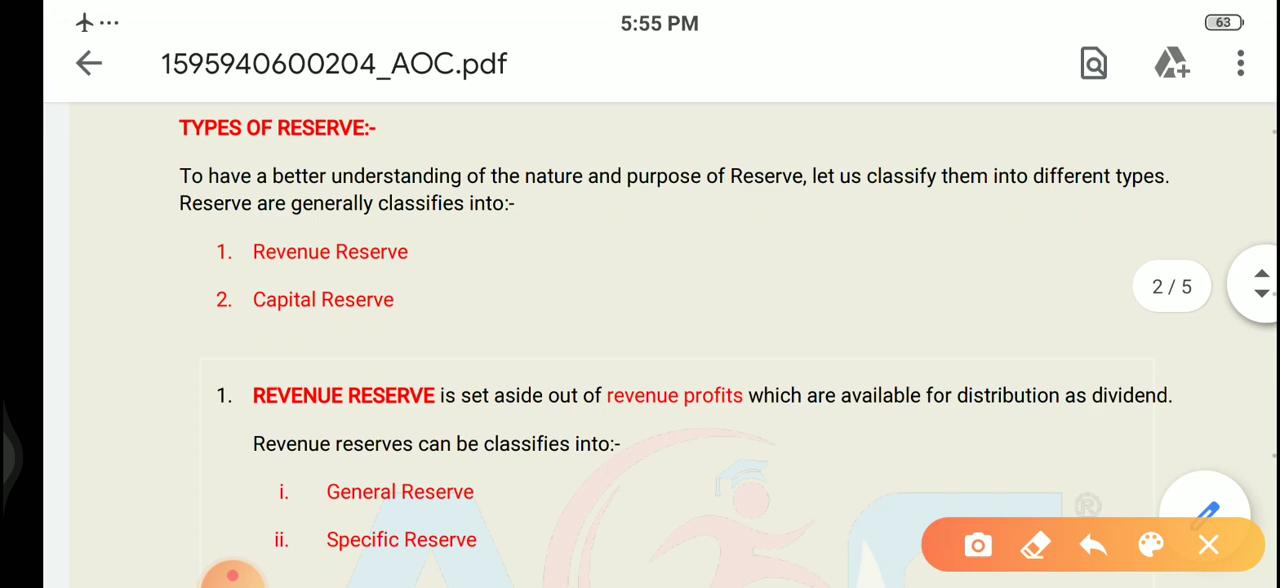 5:55 PM
63
1595940600204_AOC.pdf
TYPES OF RESERVE:-
To have a better understanding of the nature and purpose of Reserve, let us classify them into different types.
Reserve are generally classifies into:-
1. Revenue Reserve
2. Capital Reserve
2 / 5
1. REVENUE RESERVE is set aside out of revenue profits which are available for distribution as dividend.
Revenue reserves can be classifies into:-
i. General Reserve
®
ii. Specific Reserve